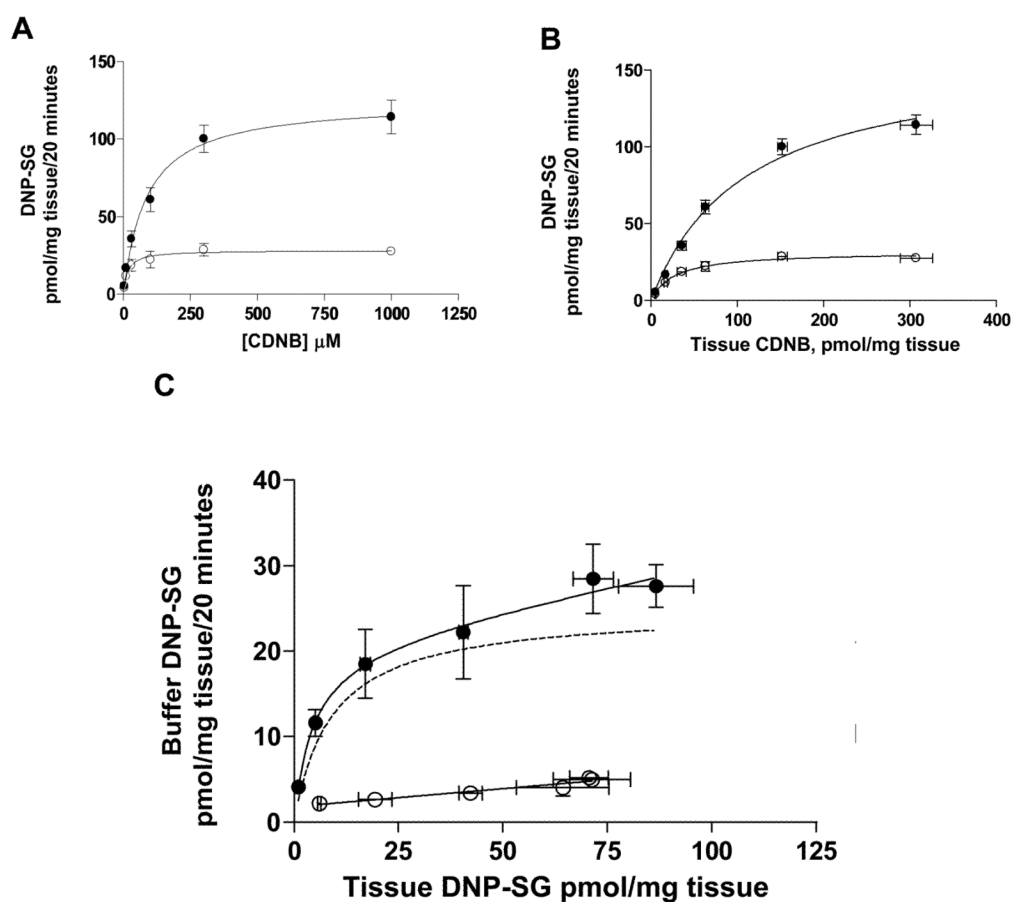 A
150
100
50
0
DNP-SG
pmol/mg tissue/20 minutes
0 250 500 750 1000 1250
[CDNB] µM
B
150
100
50
0
DNP-SG
pmol/mg tissue/20 minutes
0 100 200 300 400
Tissue CDNB, pmol/mg tissue
C
40
30
20
10
0
Buffer DNP-SG
pmol/mg tissue/20 minutes
0 25 50 75 100 125
Tissue DNP-SG pmol/mg tissue